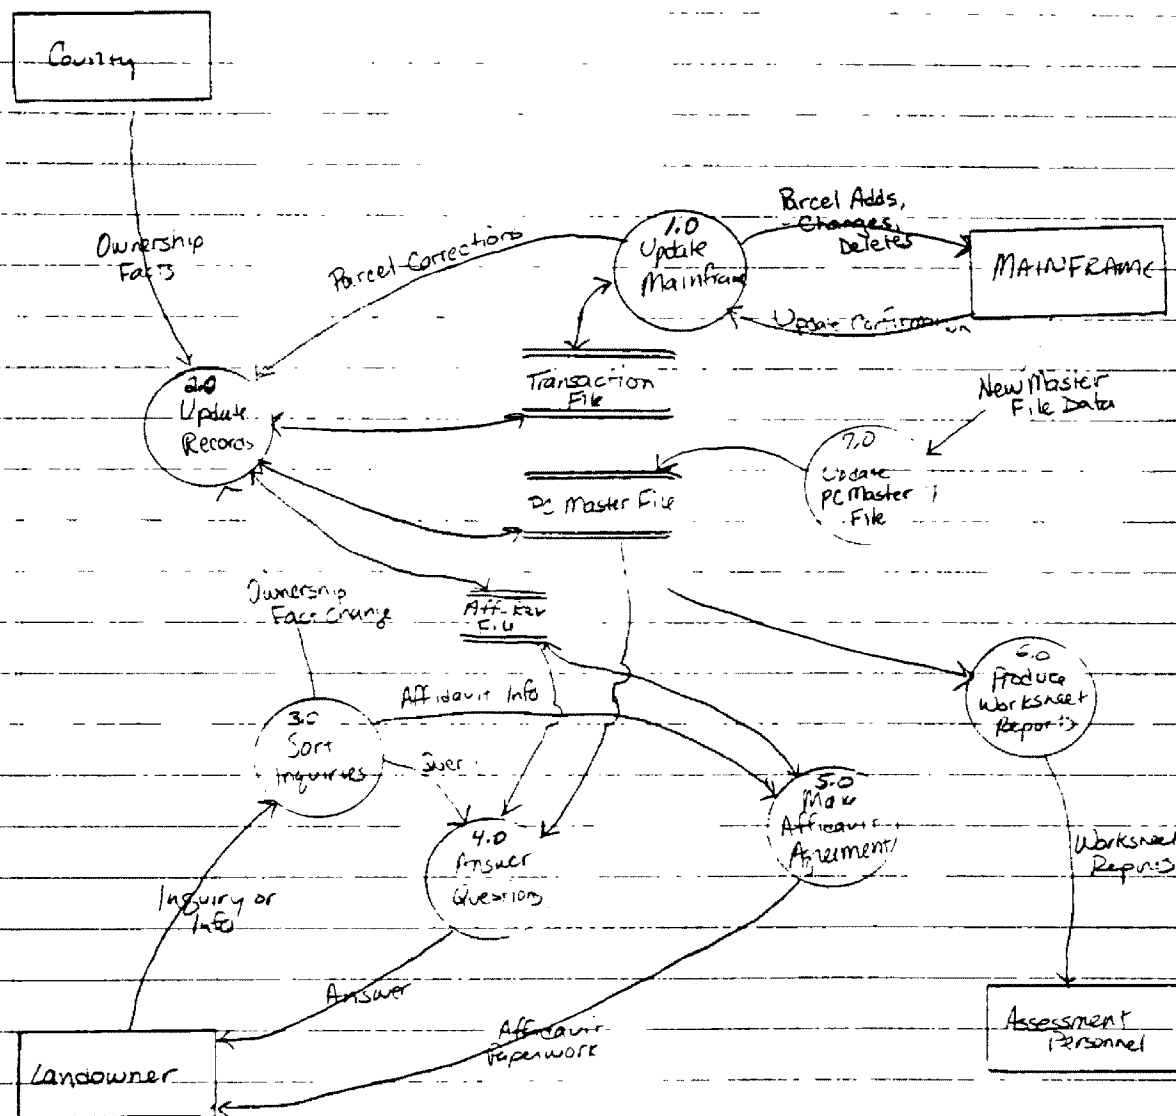 County
Ownership
Facts
Parcel Corrections
1.0
Update
Mainframe
Parcel Adds,
Changes,
Deletes
MAINFRAME
Update Confirmation
2.0
Update
Records
Transaction
File
New Master
File Data
7.0
Update
PC Master
File
PC Master File
Ownership
Fact Change
File
Affidavit Info
3.0
Sort
Inquiries
6.0
Produce
Worksheet
Reports
4.0
Answer
Questions
5.0
Make
Affidavit
Agreement
Worksheet
Reports
Inquiry or
Info
Answer
Affidavit
Paperwork
Landowner
Assessment
Personnel